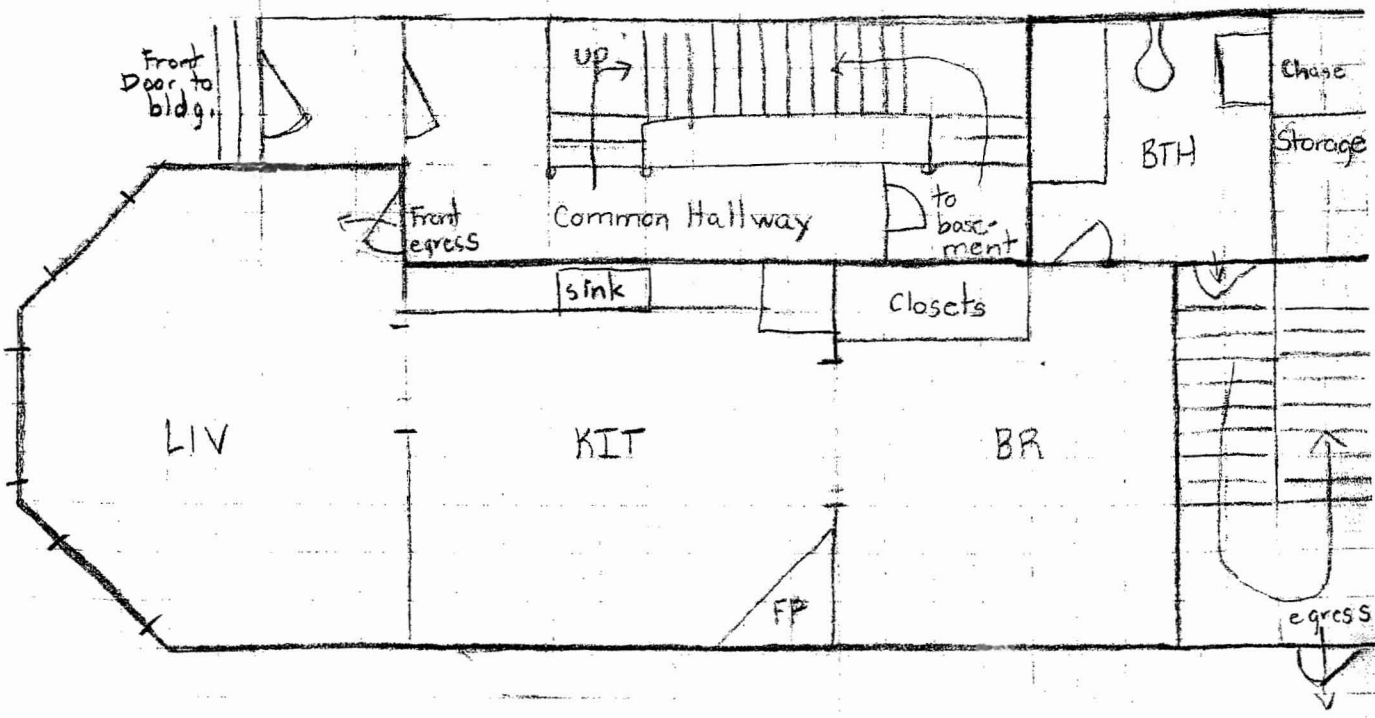 Front
Door to
bldg.
UP
Chase
BTH
Storage
Front
egress
Common Hallway
to
base-
ment
sink
Closets
LIV
KIT
BR
FP
egress